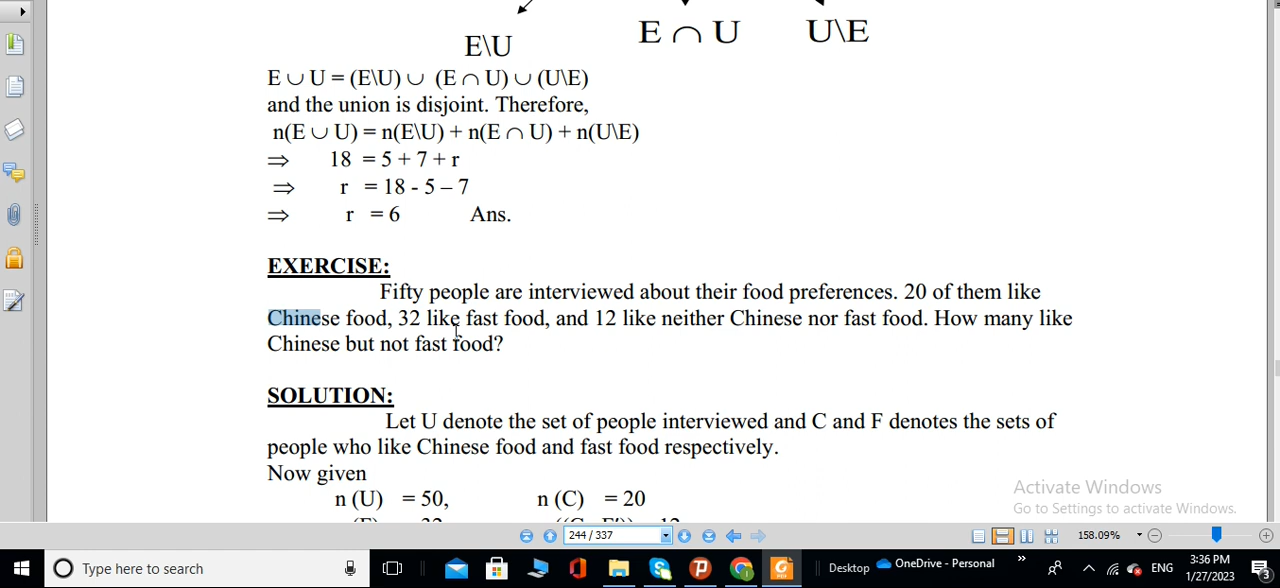 E\U
E ∩ U
U\E
E ∪ U = (E\U) ∪ (E ∩ U) ∪ (U\E)
and the union is disjoint. Therefore,
n(E ∪ U) = n(E\U) + n(E ∩ U) + n(U\E)
⇒ 18 = 5 + 7 + r
⇒ r = 18 - 5 – 7
⇒ r = 6 Ans.
EXERCISE:
Fifty people are interviewed about their food preferences. 20 of them like
Chinese food, 32 like fast food, and 12 like neither Chinese nor fast food. How many like
Chinese but not fast food?
SOLUTION:
Let U denote the set of people interviewed and C and F denotes the sets of
people who like Chinese food and fast food respectively.
Now given
n (U) = 50, n (C) = 20
Activate Windows
Go to Settings to activate Windows.
244 / 337
158.09%
Type here to search
Desktop
OneDrive - Personal
»
ENG
3:36 PM
1/27/2023
3